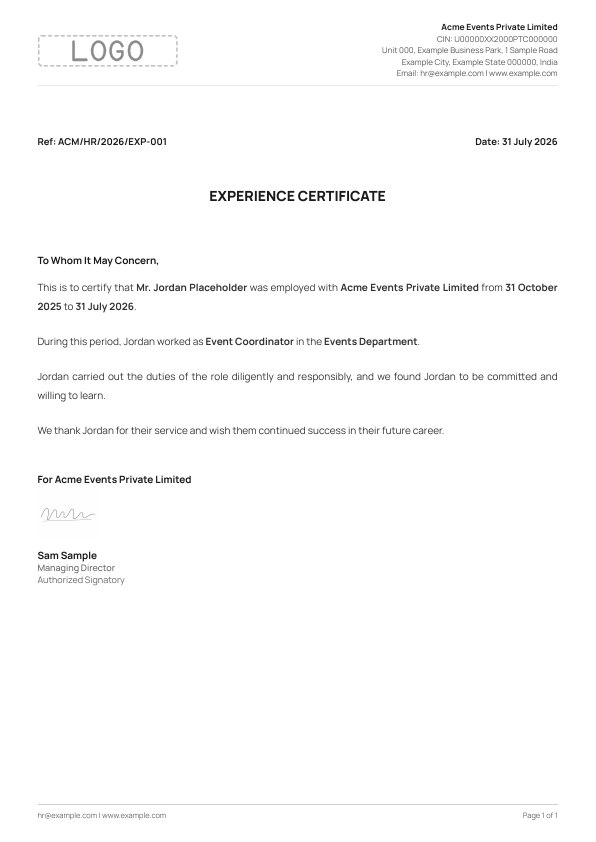 LOGO
Acme Events Private Limited
CIN: U00000XX2000PTC000000
Unit 000, Example Business Park, 1 Sample Road
Example City, Example State 000000, India
Email: hr@example.com | www.example.com
Ref: ACM/HR/2026/EXP-001
Date: 31 July 2026
EXPERIENCE CERTIFICATE
To Whom It May Concern,
This is to certify that Mr. Jordan Placeholder was employed with Acme Events Private Limited from 31 October
2025 to 31 July 2026.
During this period, Jordan worked as Event Coordinator in the Events Department.
Jordan carried out the duties of the role diligently and responsibly, and we found Jordan to be committed and
willing to learn.
We thank Jordan for their service and wish them continued success in their future career.
For Acme Events Private Limited
Sam Sample
Managing Director
Authorized Signatory
hr@example.com | www.example.com
Page 1 of 1